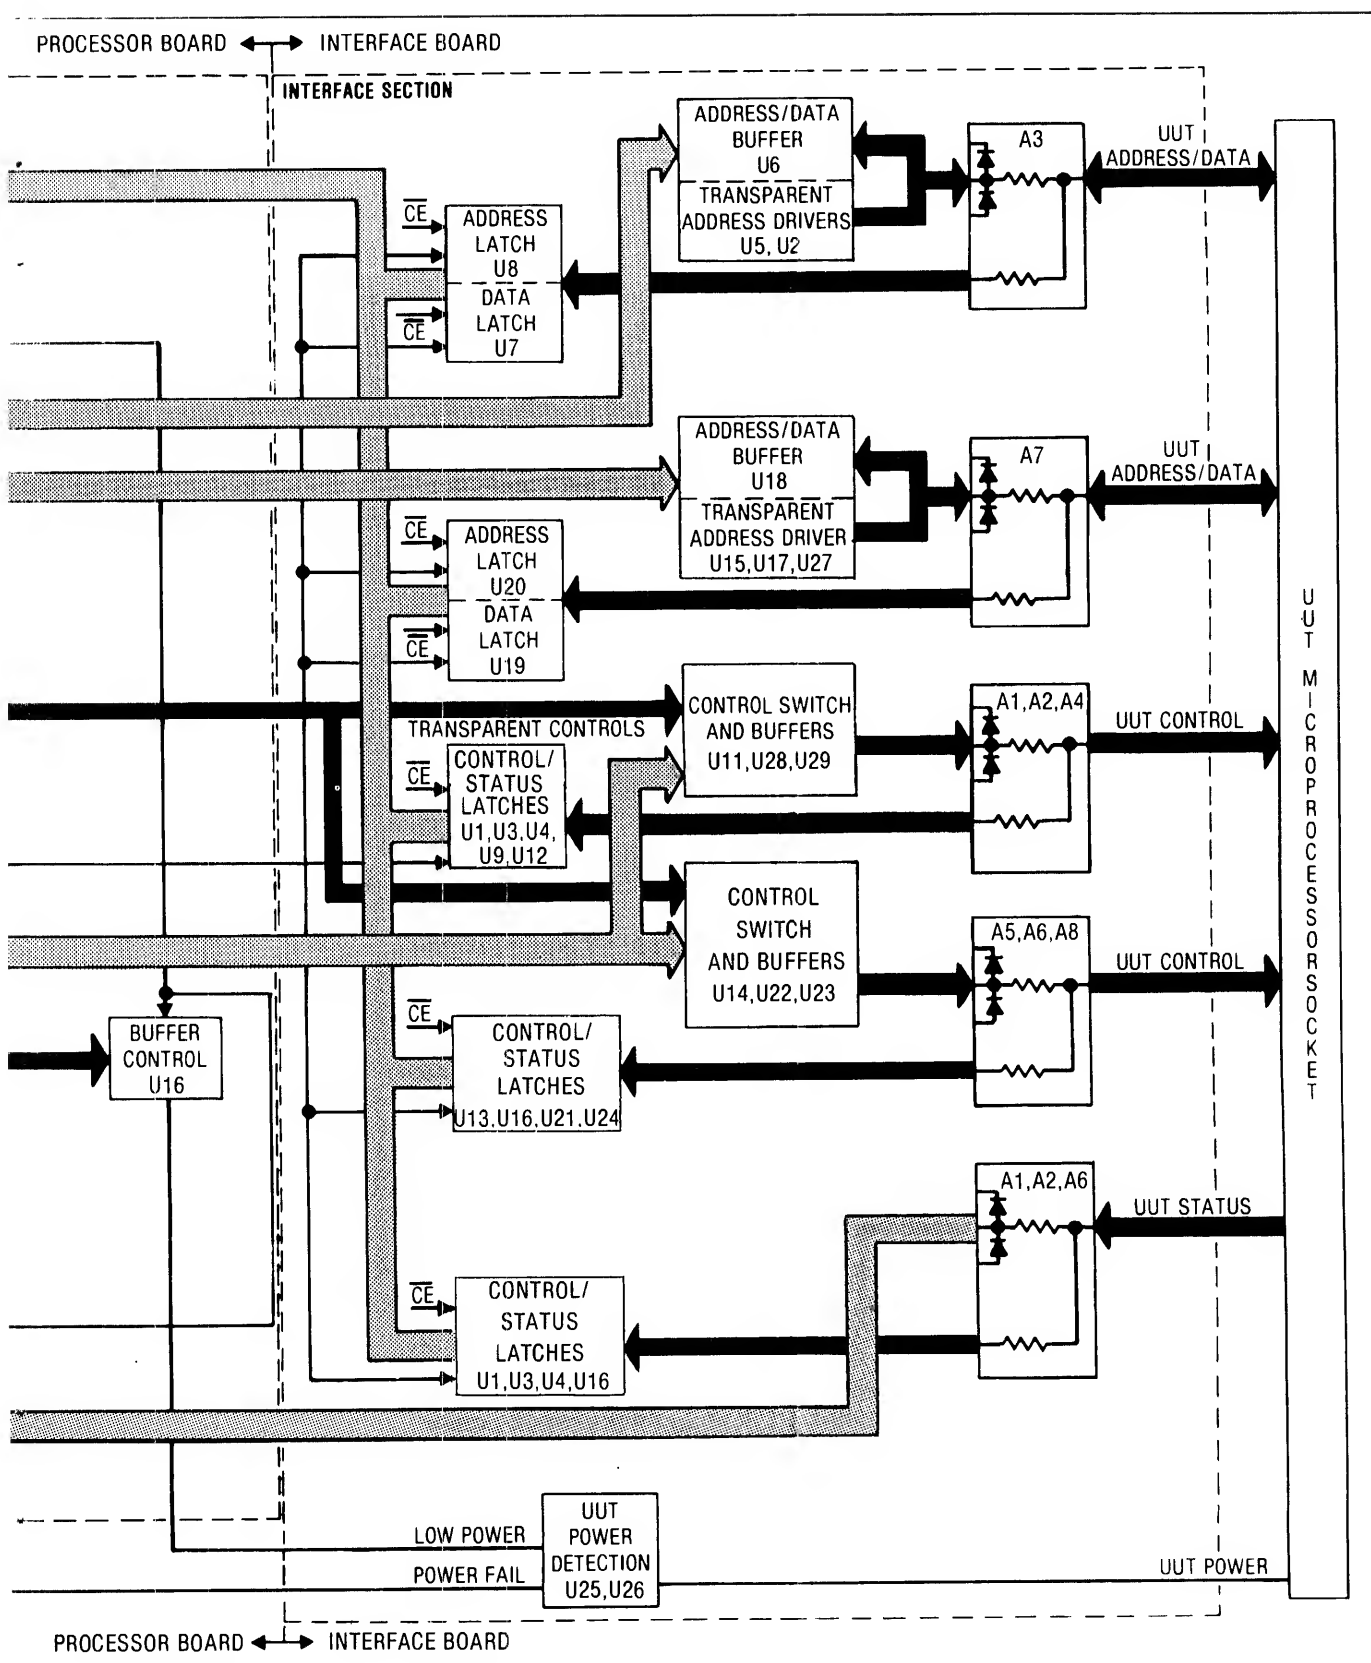 PROCESSOR BOARD
INTERFACE BOARD
INTERFACE SECTION
ADDRESS/DATA
BUFFER
U6
TRANSPARENT
ADDRESS DRIVERS
U5, U2
A3
UUT
ADDRESS/DATA
CE
ADDRESS
LATCH
U8
DATA
LATCH
U7
CE
ADDRESS/DATA
BUFFER
U18
TRANSPARENT
ADDRESS DRIVER
U15,U17,U27
A7
UUT
ADDRESS/DATA
CE
ADDRESS
LATCH
U20
DATA
LATCH
U19
CE
UUT MICROPROCESSOR SOCKET
TRANSPARENT CONTROLS
CONTROL SWITCH
AND BUFFERS
U11,U28,U29
A1,A2,A4
UUT CONTROL
CE
CONTROL/
STATUS
LATCHES
U1,U3,U4,
U9,U12
CONTROL
SWITCH
AND BUFFERS
U14,U22,U23
A5,A6,A8
UUT CONTROL
BUFFER
CONTROL
U16
CE
CONTROL/
STATUS
LATCHES
U13,U16,U21,U24
A1,A2,A6
UUT STATUS
CE
CONTROL/
STATUS
LATCHES
U1,U3,U4,U16
LOW POWER
POWER FAIL
UUT
POWER
DETECTION
U25,U26
UUT POWER
PROCESSOR BOARD
INTERFACE BOARD